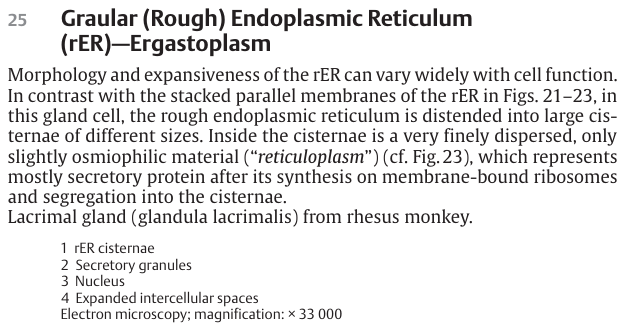 25 Graular (Rough) Endoplasmic Reticulum
(rER)—Ergastoplasm
Morphology and expansiveness of the rER can vary widely with cell function.
In contrast with the stacked parallel membranes of the rER in Figs. 21–23, in
this gland cell, the rough endoplasmic reticulum is distended into large cis-
ternae of different sizes. Inside the cisternae is a very finely dispersed, only
slightly osmiophilic material (“reticuloplasm”) (cf. Fig. 23), which represents
mostly secretory protein after its synthesis on membrane-bound ribosomes
and segregation into the cisternae.
Lacrimal gland (glandula lacrimalis) from rhesus monkey.
1 rER cisternae
2 Secretory granules
3 Nucleus
4 Expanded intercellular spaces
Electron microscopy; magnification: × 33 000